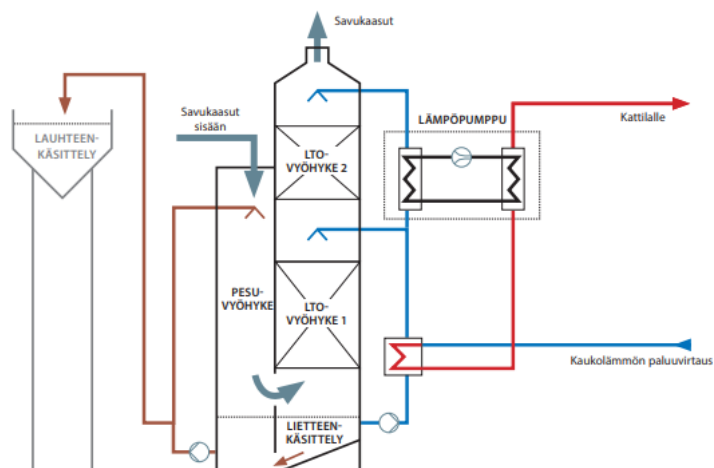 Savukaasut
Savukaasut
sisään
LÄMPÖPUMPPU
Kattilalle
LAUHTEEN-
KÄSITTELY
LTO-
VYÖHYKE 2
PESU-
VYÖHYKE
LTO-
VYÖHYKE 1
Kaukolämmön paluuvirtaus
LIETTEEN-
KÄSITTELY